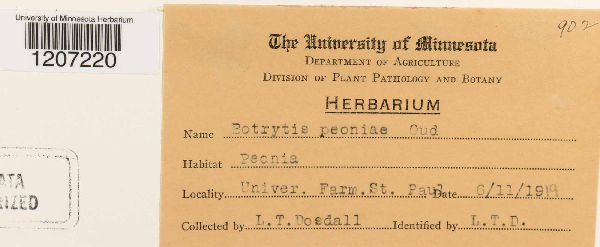 University of Minnesota Herbarium
1207220
902
The University of Minnesota
DEPARTMENT OF AGRICULTURE
DIVISION OF PLANT PATHOLOGY AND BOTANY
HERBARIUM
Name Botrytis peoniae Oud
Habitat Peonia
Locality Univer. Farm.St. Paul Date 6/11/1919
Collected by L.T.Dosdall Identified by L.T.D.
ATA
RIZED